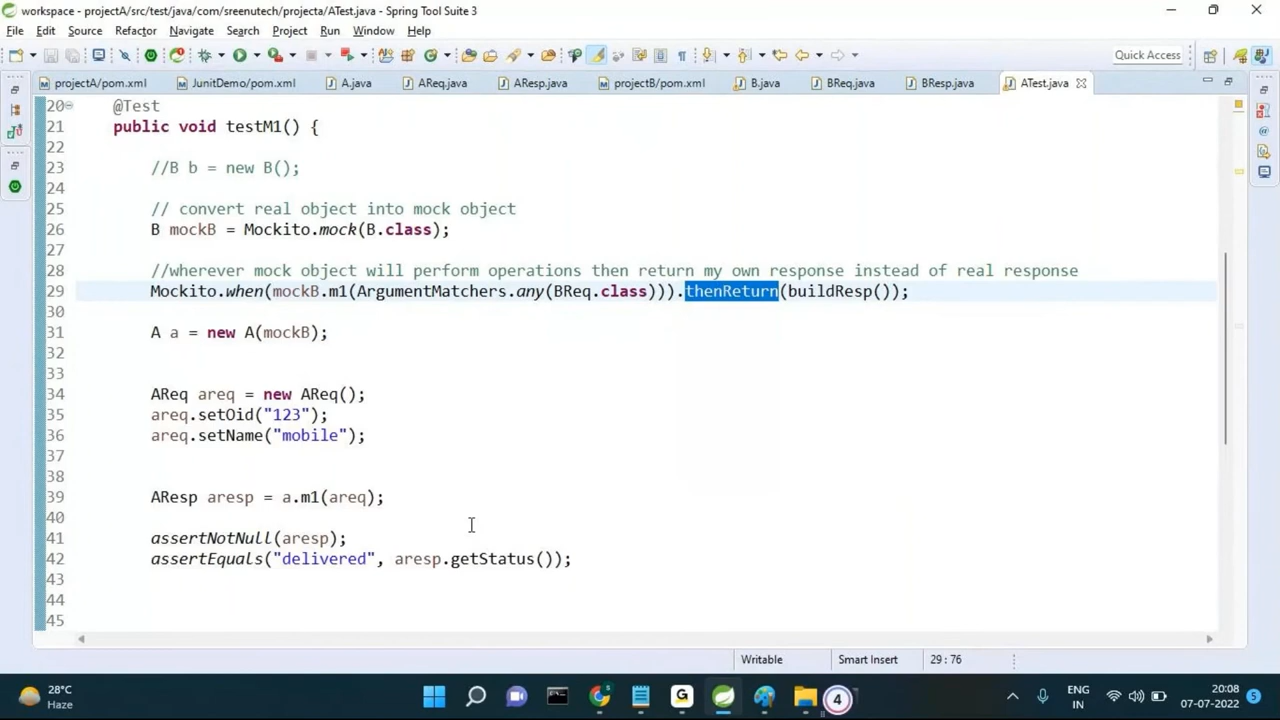 workspace - projectA/src/test/java/com/sreenutech/projecta/ATest.java - Spring Tool Suite 3
File Edit Source Refactor Navigate Search Project Run Window Help
Quick Access
projectA/pom.xml JunitDemo/pom.xml A.java AReq.java AResp.java projectB/pom.xml B.java BReq.java BResp.java ATest.java
20 @Test
21 public void testM1() {
22
23 //B b = new B();
24
25 // convert real object into mock object
26 B mockB = Mockito.mock(B.class);
27
28 //wherever mock object will perform operations then return my own response instead of real response
29 Mockito.when(mockB.m1(ArgumentMatchers.any(BReq.class))).thenReturn(buildResp());
30
31 A a = new A(mockB);
32
33
34 AReq areq = new AReq();
35 areq.setOid("123");
36 areq.setName("mobile");
37
38
39 AResp aresp = a.m1(areq);
40
41 assertNotNull(aresp);
42 assertEquals("delivered", aresp.getStatus());
43
44
45
Writable Smart Insert 29 : 76
28°C
Haze
G
4
ENG
IN
20:08
07-07-2022
5